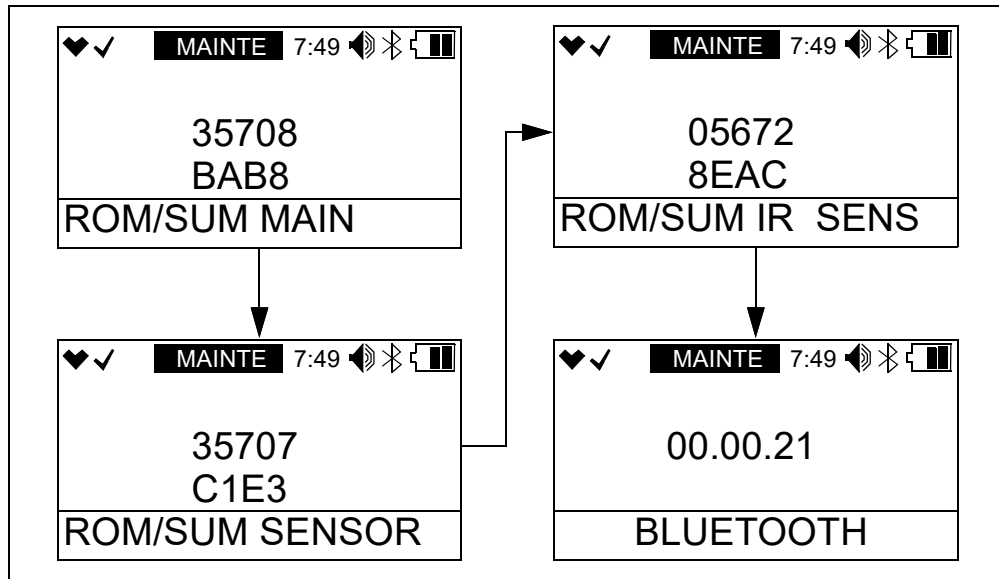 MAINTE 7:49
35708
BAB8
ROM/SUM MAIN
MAINTE 7:49
35707
C1E3
ROM/SUM SENSOR
MAINTE 7:49
05672
8EAC
ROM/SUM IR SENS
MAINTE 7:49
00.00.21
BLUETOOTH